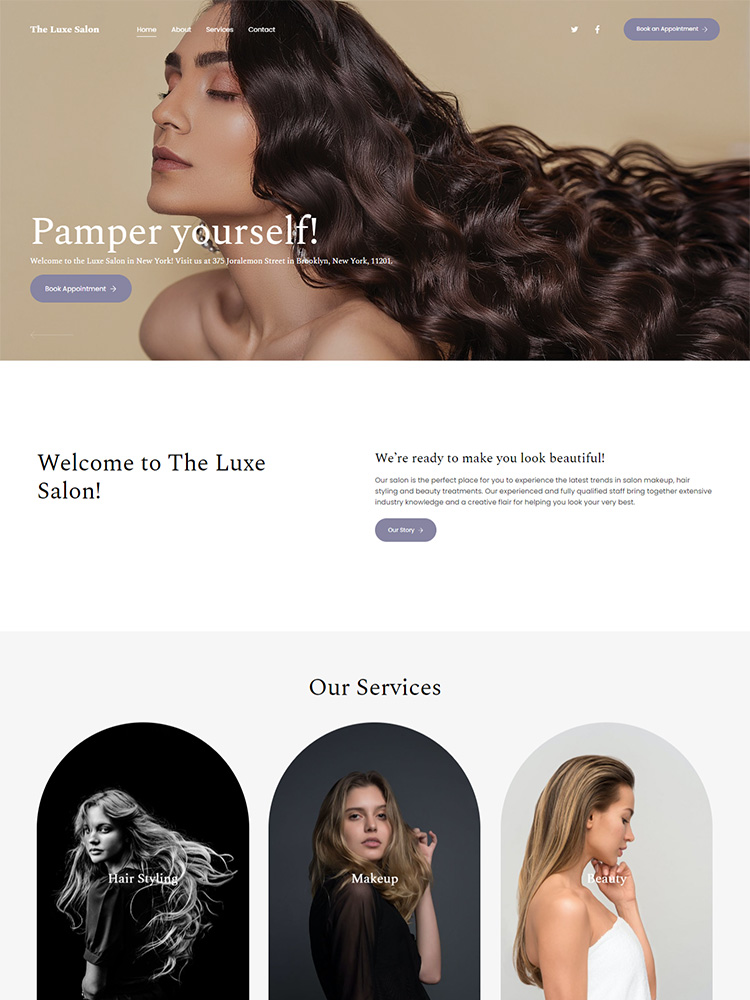 The Luxe Salon Home About Services Contact Book an Appointment
Pamper yourself!
Welcome to the Luxe Salon in New York! Visit us at 375 Joralemon Street in Brooklyn, New York, 11201.
Book Appointment
Welcome to The Luxe
Salon!
We're ready to make you look beautiful!
Our salon is the perfect place for you to experience the latest trends in salon makeup, hair
styling and beauty treatments. Our experienced and fully qualified staff bring together extensive
industry knowledge and a creative flair for helping you look your very best.
Our Story
Our Services
Hair Styling Makeup Beauty